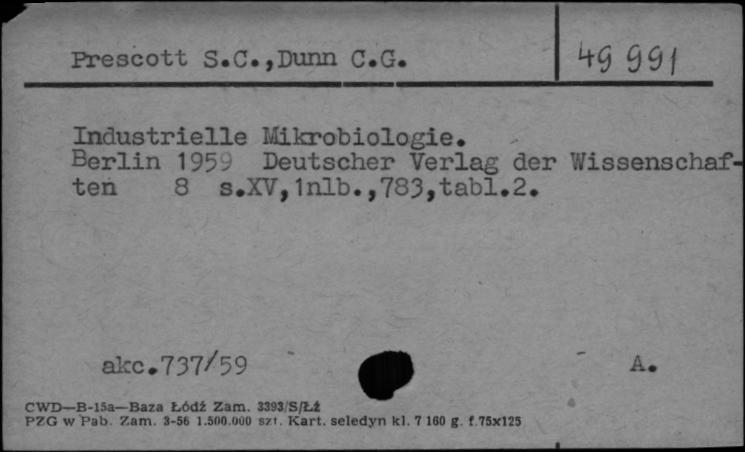 Prescott S.C.,Dunn C.G.
49 991
Industrielle Mikrobiologie.
Berlin 1959 Deutscher Verlag der Wissenschaf-
ten 8 s.XV,1nlb.,783,tabl.2.
akc.737/59
A.
CWD—B-15a—Baza Łódź Zam. 3393/S/Łż
PZG w Pab. Zam. 3-56 1.500.000 szt. Kart. seledyn kl. 7 160 g. f.75x125